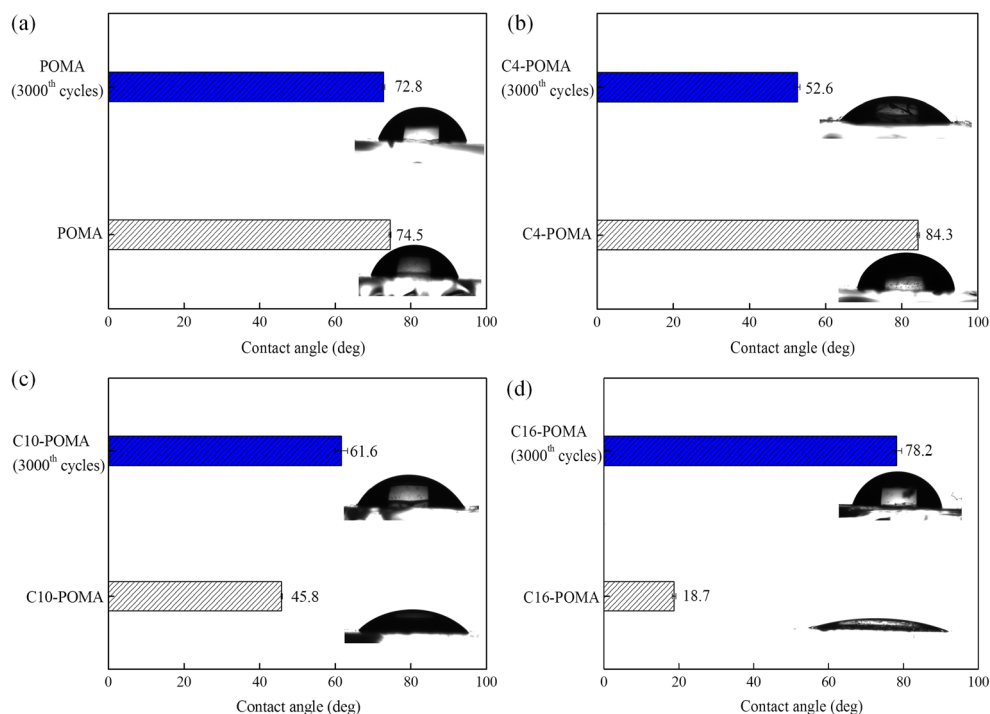 (a)
POMA
(3000th cycles)
72.8
POMA
74.5
0 20 40 60 80 100
Contact angle (deg)
(b)
C4-POMA
(3000th cycles)
52.6
C4-POMA
84.3
0 20 40 60 80 100
Contact angle (deg)
(c)
C10-POMA
(3000th cycles)
61.6
C10-POMA
45.8
0 20 40 60 80 100
Contact angle (deg)
(d)
C16-POMA
(3000th cycles)
78.2
C16-POMA
18.7
0 20 40 60 80 100
Contact angle (deg)